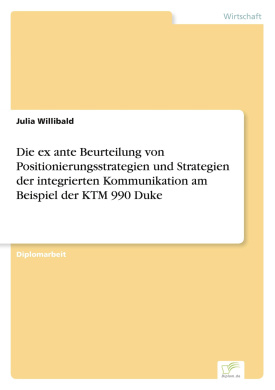 Wirtschaft
Julia Willibald
Die ex ante Beurteilung von
Positionierungsstrategien und Strategien
der integrierten Kommunikation am
Beispiel der KTM 990 Duke
Diplomarbeit
Diplom.de